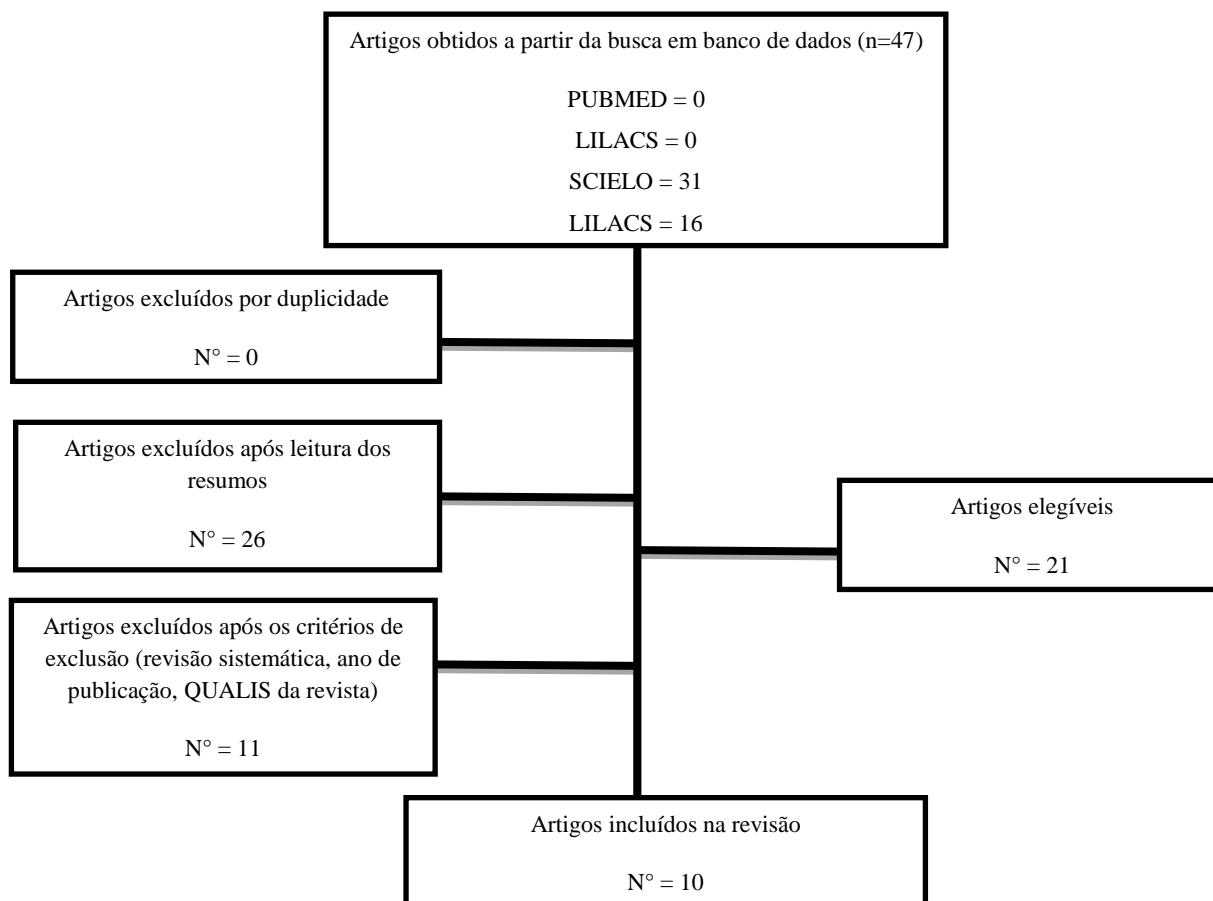 Artigos obtidos a partir da busca em banco de dados (n=47)
PUBMED = 0
LILACS = 0
SCIELO = 31
LILACS = 16
Artigos excluídos por duplicidade
N° = 0
Artigos excluídos após leitura dos
resumos
N° = 26
Artigos elegíveis
N° = 21
Artigos excluídos após os critérios de
exclusão (revisão sistemática, ano de
publicação, QUALIS da revista)
N° = 11
Artigos incluídos na revisão
N° = 10